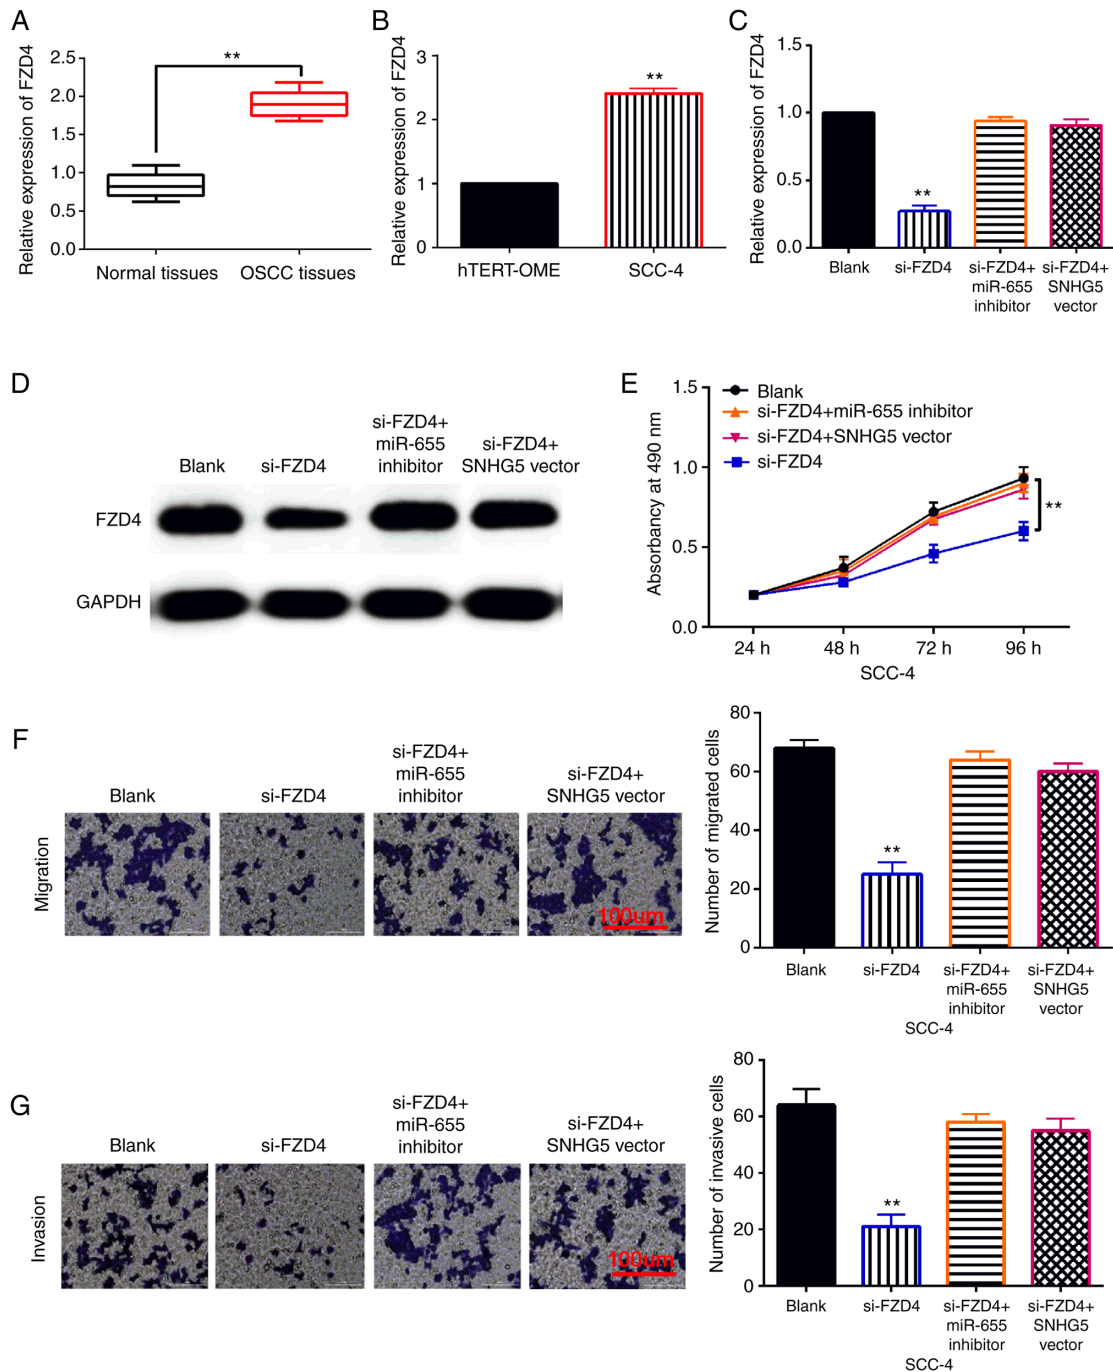 A
Relative expression of FZD4
2.5
2.0
1.5
1.0
0.5
0.0
**
Normal tissues
OSCC tissues
B
Relative expression of FZD4
3
2
1
0
**
hTERT-OME
SCC-4
C
Relative expression of FZD4
1.5
1.0
0.5
0.0
**
Blank
si-FZD4
si-FZD4+
miR-655
inhibitor
si-FZD4+
SNHG5
vector
D
Blank
si-FZD4
si-FZD4+
miR-655
inhibitor
si-FZD4+
SNHG5 vector
FZD4
GAPDH
E
Absorbancy at 490 nm
1.5
1.0
0.5
0.0
Blank
si-FZD4+miR-655 inhibitor
si-FZD4+SNHG5 vector
si-FZD4
**
24 h
48 h
72 h
96 h
SCC-4
F
Migration
Blank
si-FZD4
si-FZD4+
miR-655
inhibitor
si-FZD4+
SNHG5 vector
100um
Number of migrated cells
80
60
40
20
0
**
Blank
si-FZD4
si-FZD4+
miR-655
inhibitor
si-FZD4+
SNHG5
vector
SCC-4
G
Invasion
Blank
si-FZD4
si-FZD4+
miR-655
inhibitor
si-FZD4+
SNHG5 vector
100um
Number of invasive cells
80
60
40
20
0
**
Blank
si-FZD4
si-FZD4+
miR-655
inhibitor
si-FZD4+
SNHG5
vector
SCC-4